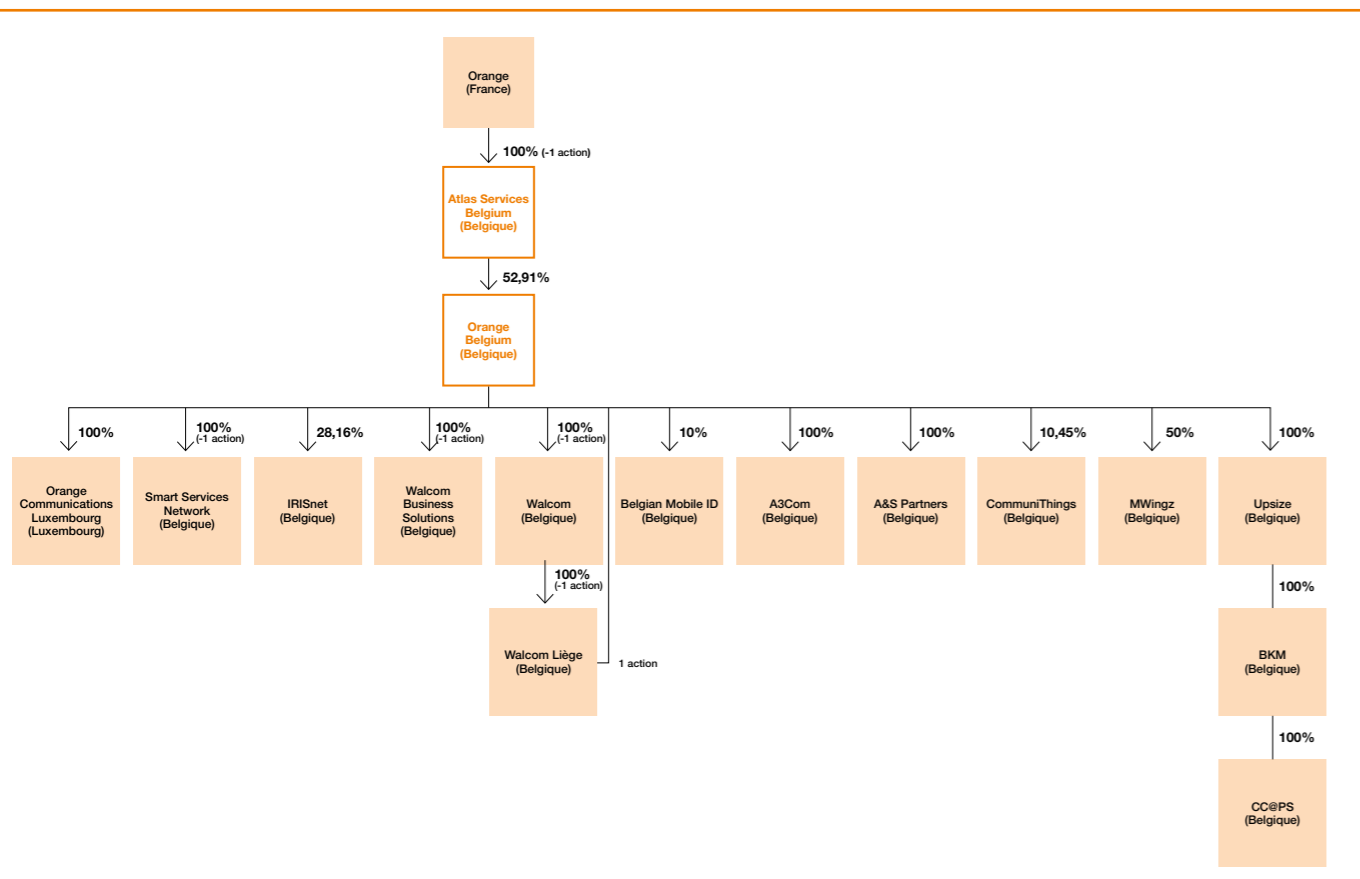 Orange
(France)
100% (-1 action)
Atlas Services
Belgium
(Belgique)
52,91%
Orange
Belgium
(Belgique)
100%
100%
(-1 action)
28,16%
100%
(-1 action)
100%
(-1 action)
10%
100%
100%
10,45%
50%
100%
Orange
Communications
Luxembourg
(Luxembourg)
Smart Services
Network
(Belgique)
IRISnet
(Belgique)
Walcom
Business
Solutions
(Belgique)
Walcom
(Belgique)
Belgian Mobile ID
(Belgique)
A3Com
(Belgique)
A&S Partners
(Belgique)
CommuniThings
(Belgique)
MWingz
(Belgique)
Upsize
(Belgique)
100%
(-1 action)
100%
Walcom Liège
(Belgique)
1 action
BKM
(Belgique)
100%
CC@PS
(Belgique)